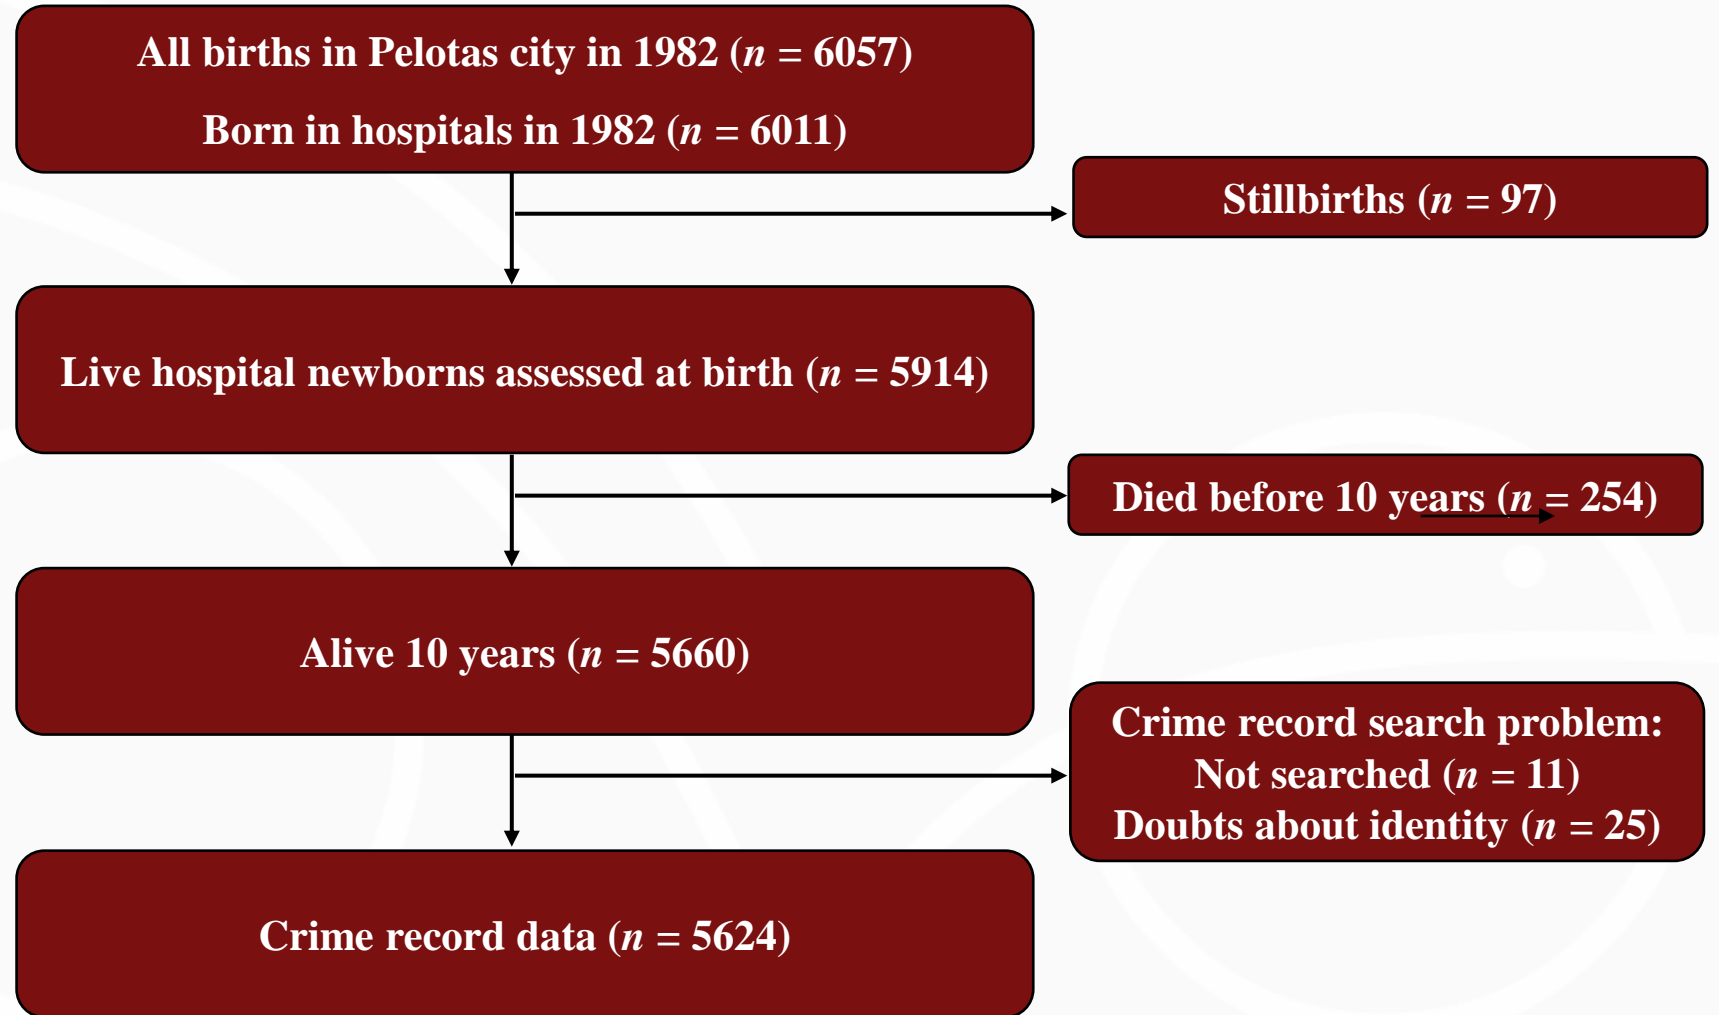 All births in Pelotas city in 1982 (n = 6057)
Born in hospitals in 1982 (n = 6011)
Stillbirths (n = 97)
Live hospital newborns assessed at birth (n = 5914)
Died before 10 years (n = 254)
Alive 10 years (n = 5660)
Crime record search problem:
Not searched (n = 11)
Doubts about identity (n = 25)
Crime record data (n = 5624)